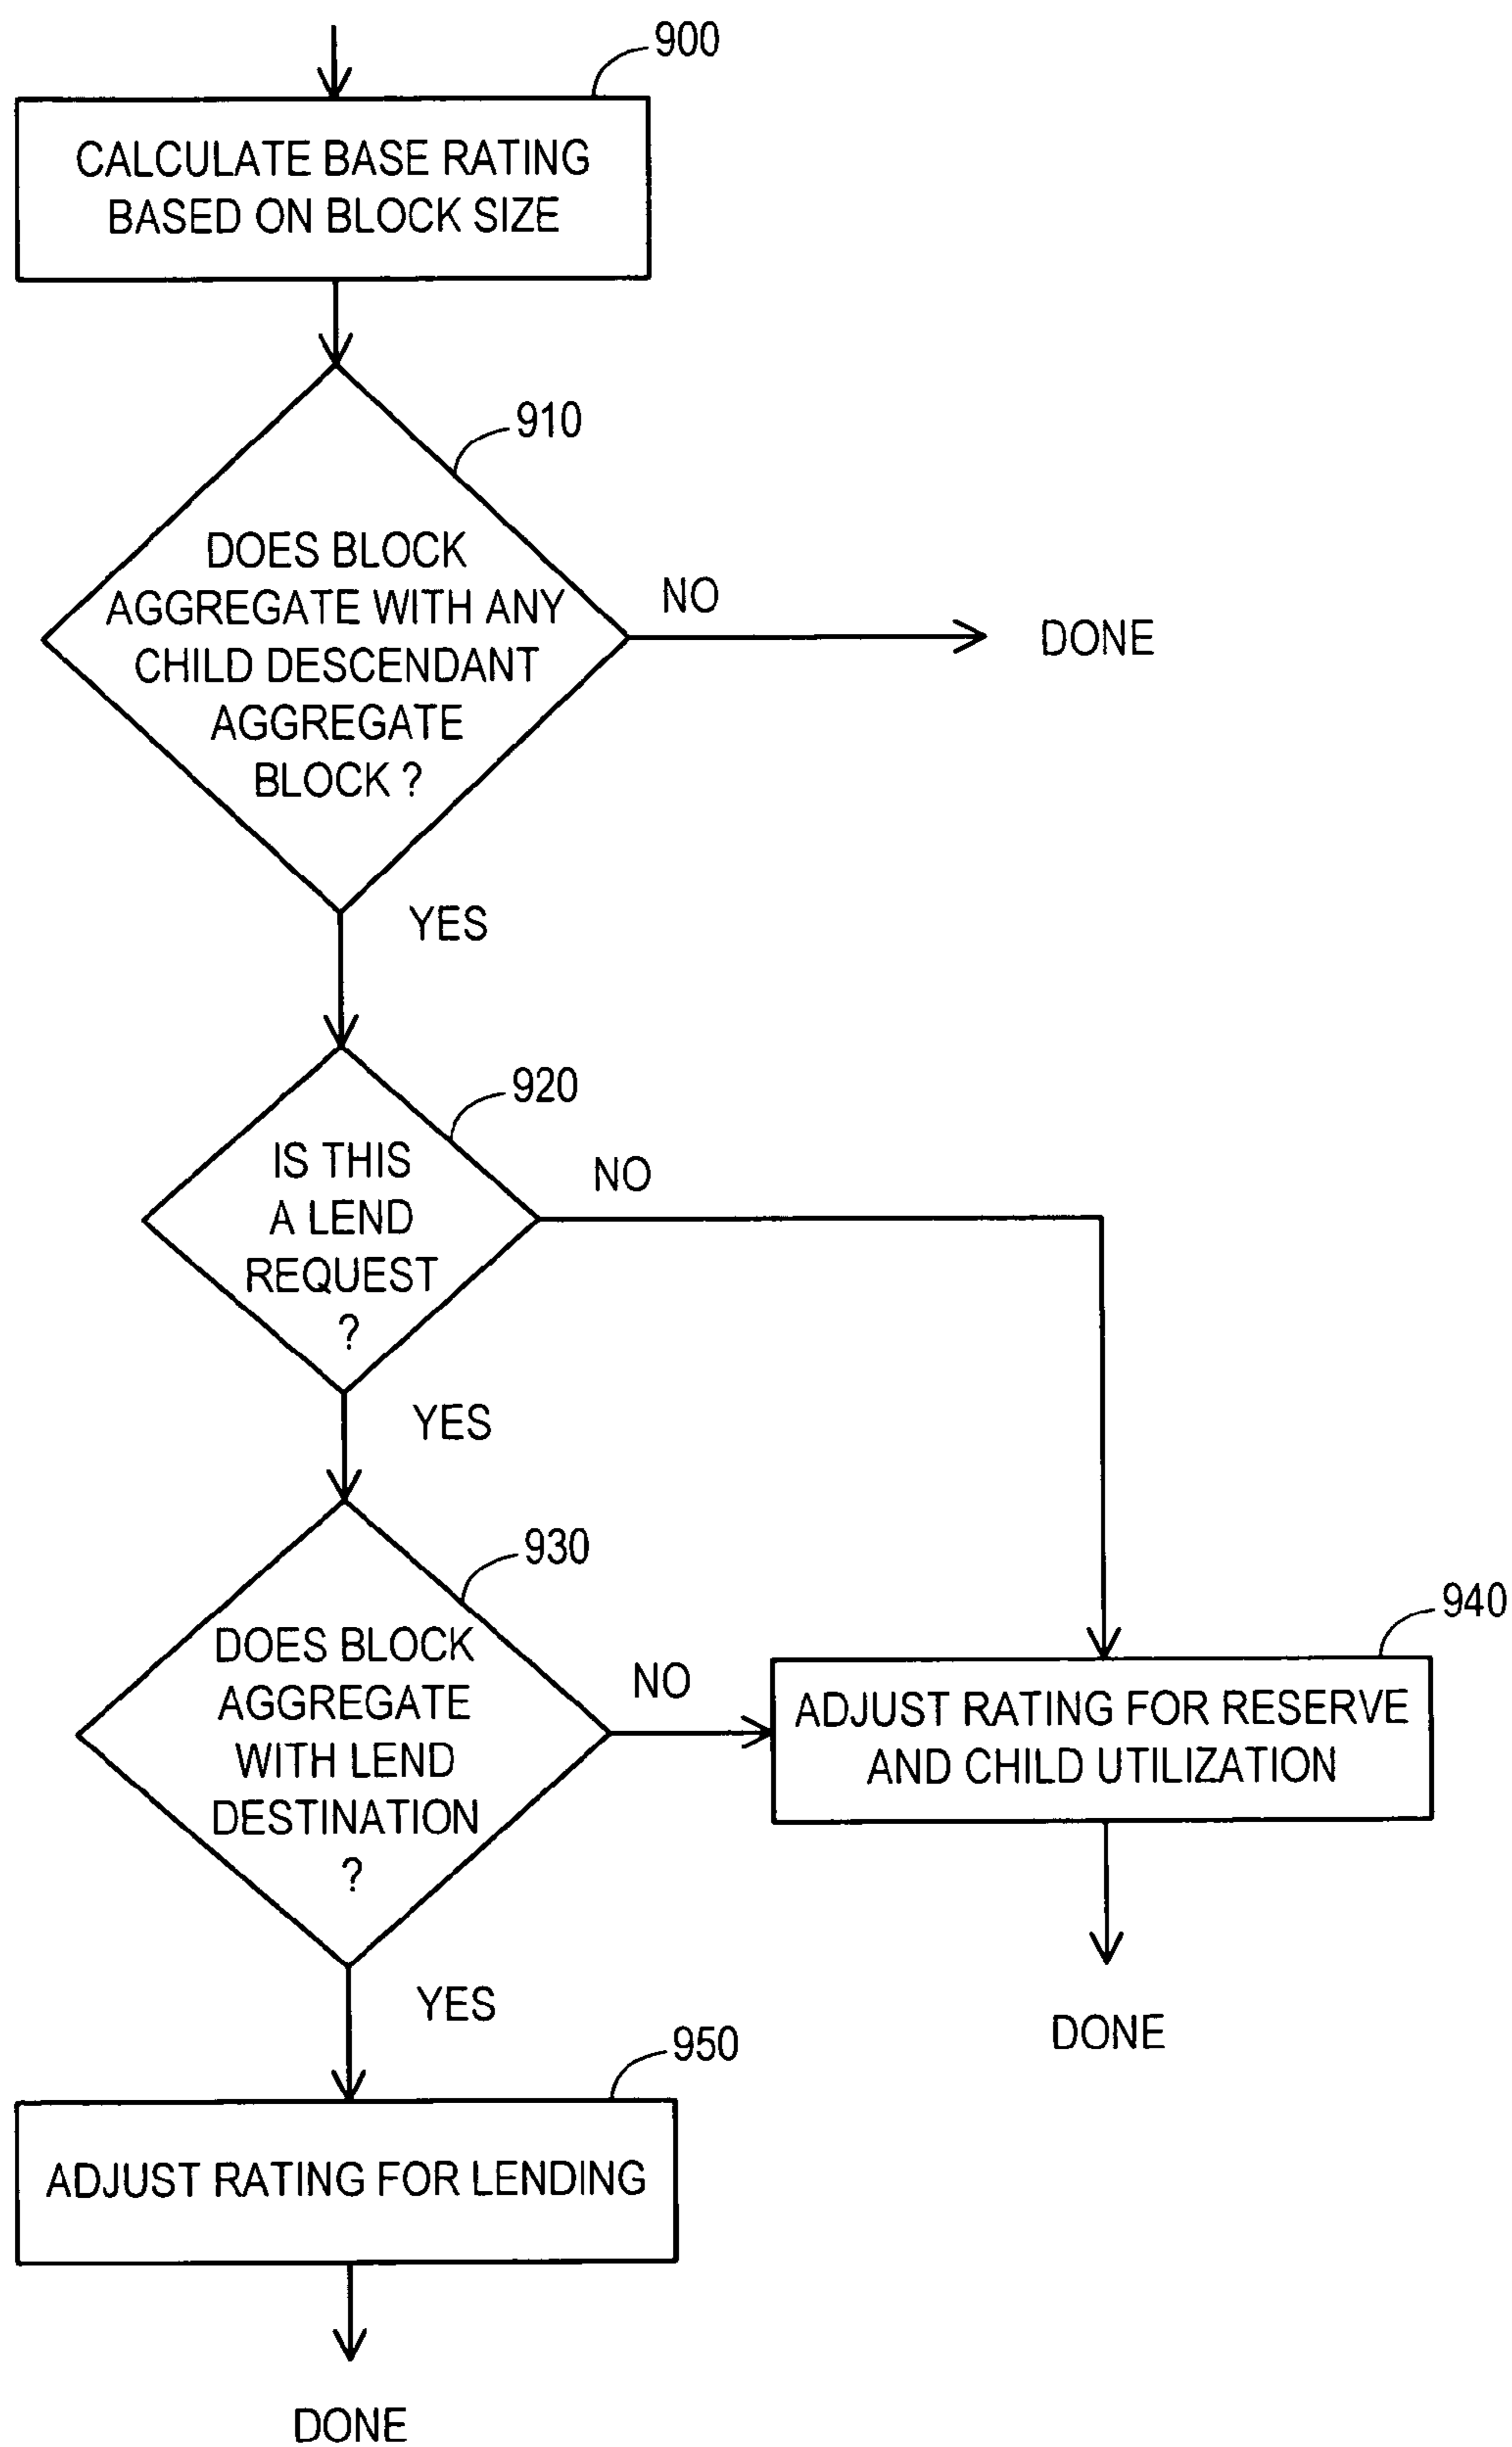 900
CALCULATE BASE RATING
BASED ON BLOCK SIZE
910
DOES BLOCK
AGGREGATE WITH ANY
CHILD DESCENDANT
AGGREGATE
BLOCK ?
NO
DONE
YES
920
IS THIS
A LEND
REQUEST
?
NO
YES
930
DOES BLOCK
AGGREGATE
WITH LEND
DESTINATION
?
NO
940
ADJUST RATING FOR RESERVE
AND CHILD UTILIZATION
DONE
YES
950
ADJUST RATING FOR LENDING
DONE